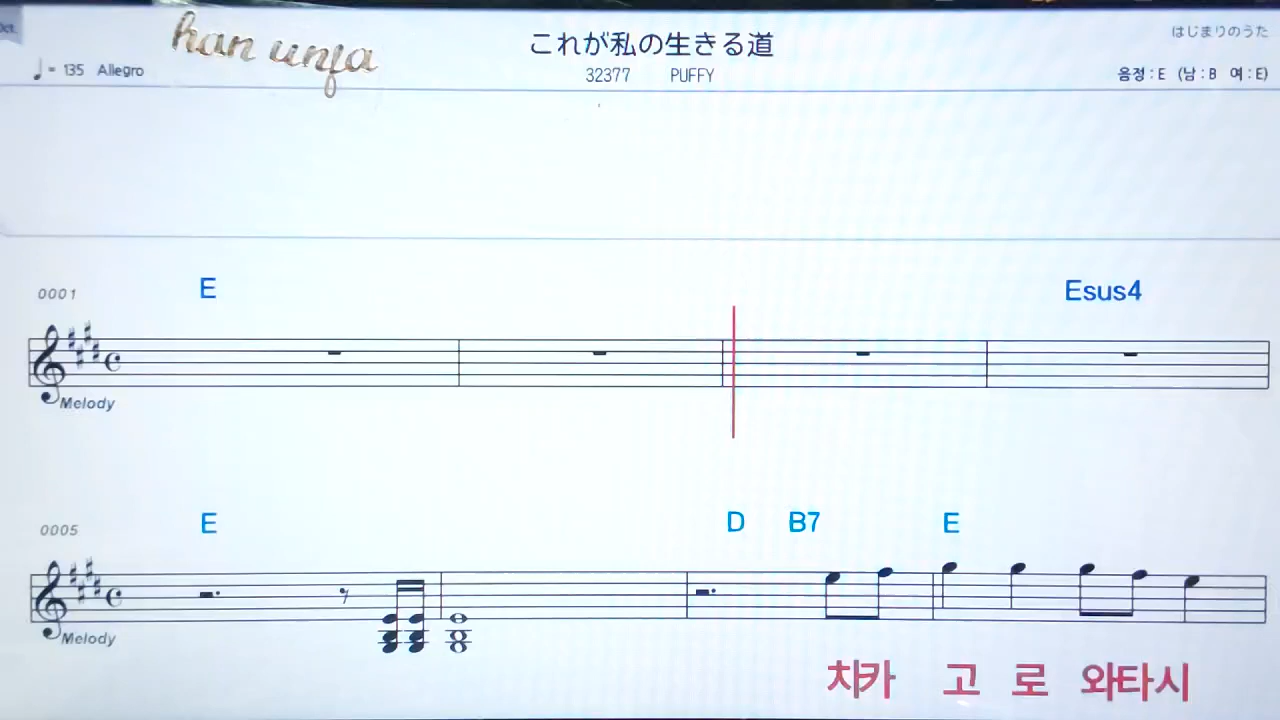 Oct.
han unfa
これが私の生きる道
はじまりのうた
♩= 135 Allegro
32377 PUFFY
음정 : E (남 : B 여 : E)
0001 E Esus4
Melody
0005 E D B7 E
Melody
차카 고 로 와타시